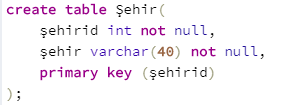 create table Şehir(
şehirid int not null,
şehir varchar(40) not null,
primary key (şehirid)
);